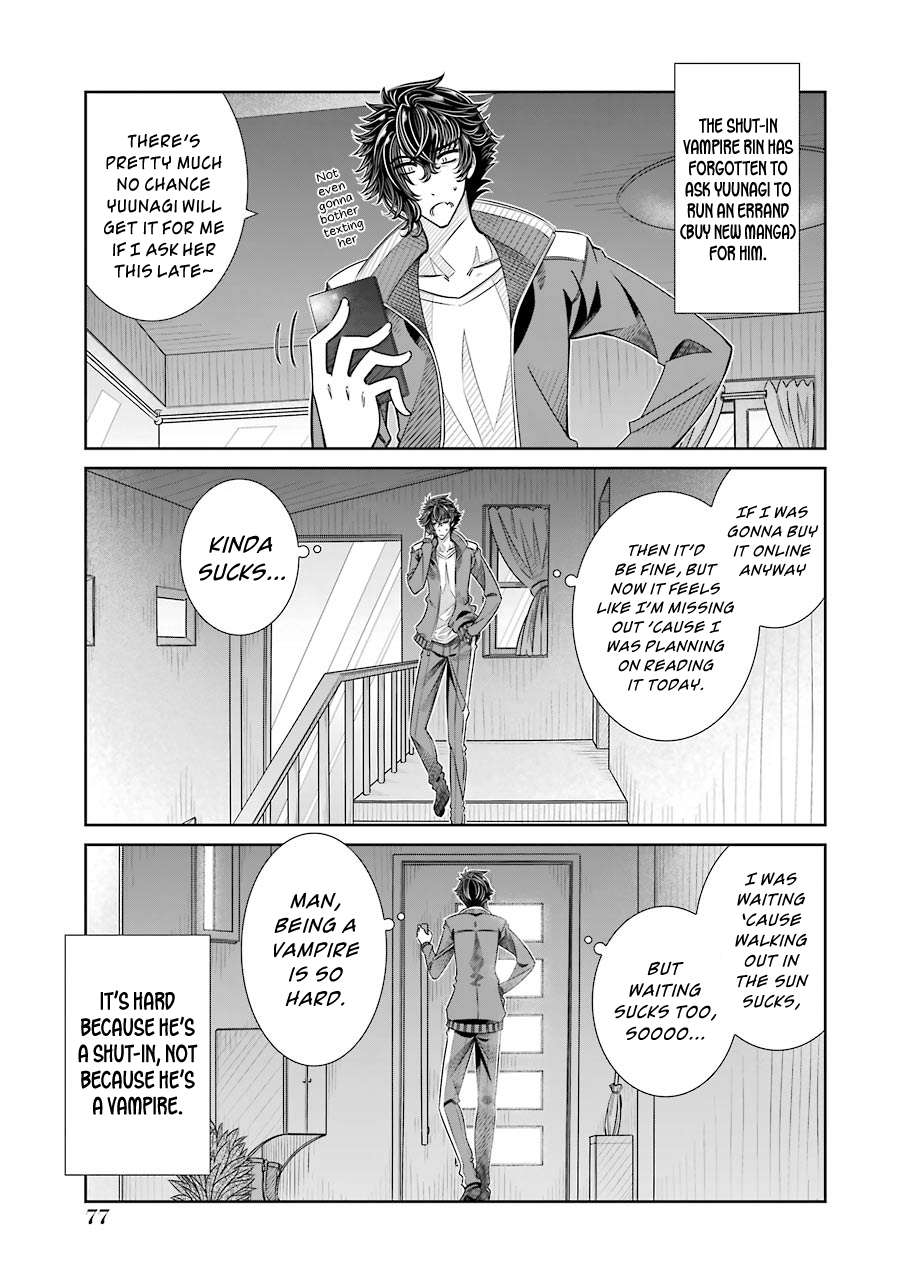 THE SHUT-IN
VAMPIRE RIN HAS
FORGOTTEN TO
ASK YUUNAGI TO
RUN AN ERRAND
(BUY NEW MANGA)
FOR HIM.
THERE'S
PRETTY MUCH
NO CHANCE
YUUNAGI WILL
GET IT FOR ME
IF I ASK HER
THIS LATE~
Not
even
gonna
bother
texting
her
IF I WAS
GONNA BUY
IT ONLINE
ANYWAY
THEN IT'D
BE FINE, BUT
NOW IT FEELS
LIKE I'M MISSING
OUT 'CAUSE I
WAS PLANNING
ON READING
IT TODAY.
KINDA
SUCKS...
I WAS
WAITING
'CAUSE
WALKING
OUT IN
THE SUN
SUCKS,
BUT
WAITING
SUCKS TOO,
SOOOO...
MAN,
BEING A
VAMPIRE
IS SO
HARD.
IT'S HARD
BECAUSE HE'S
A SHUT-IN, NOT
BECAUSE HE'S
A VAMPIRE.
77